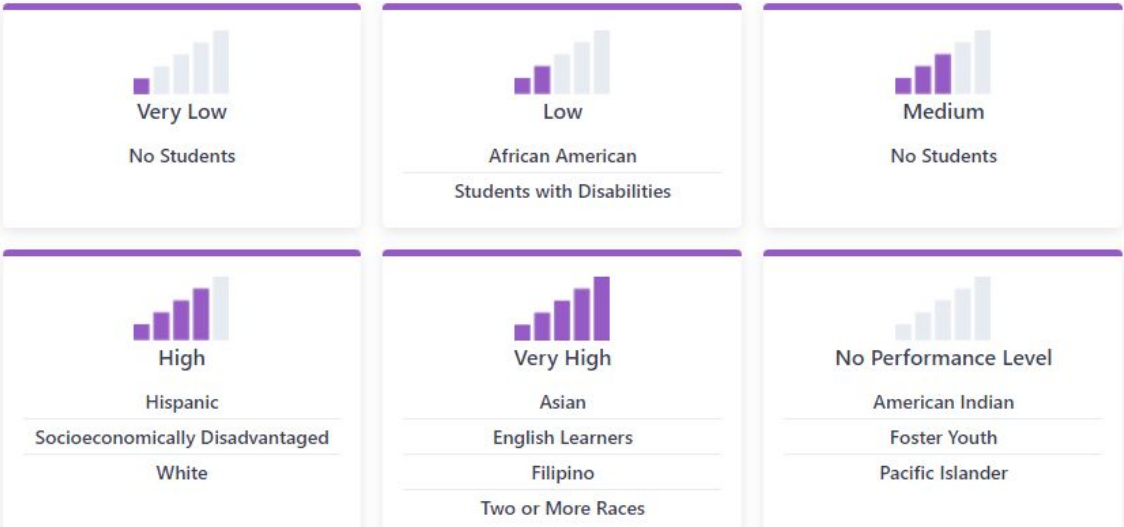 Very Low
No Students
Low
African American
Students with Disabilities
Medium
No Students
High
Hispanic
Socioeconomically Disadvantaged
White
Very High
Asian
English Learners
Filipino
Two or More Races
No Performance Level
American Indian
Foster Youth
Pacific Islander